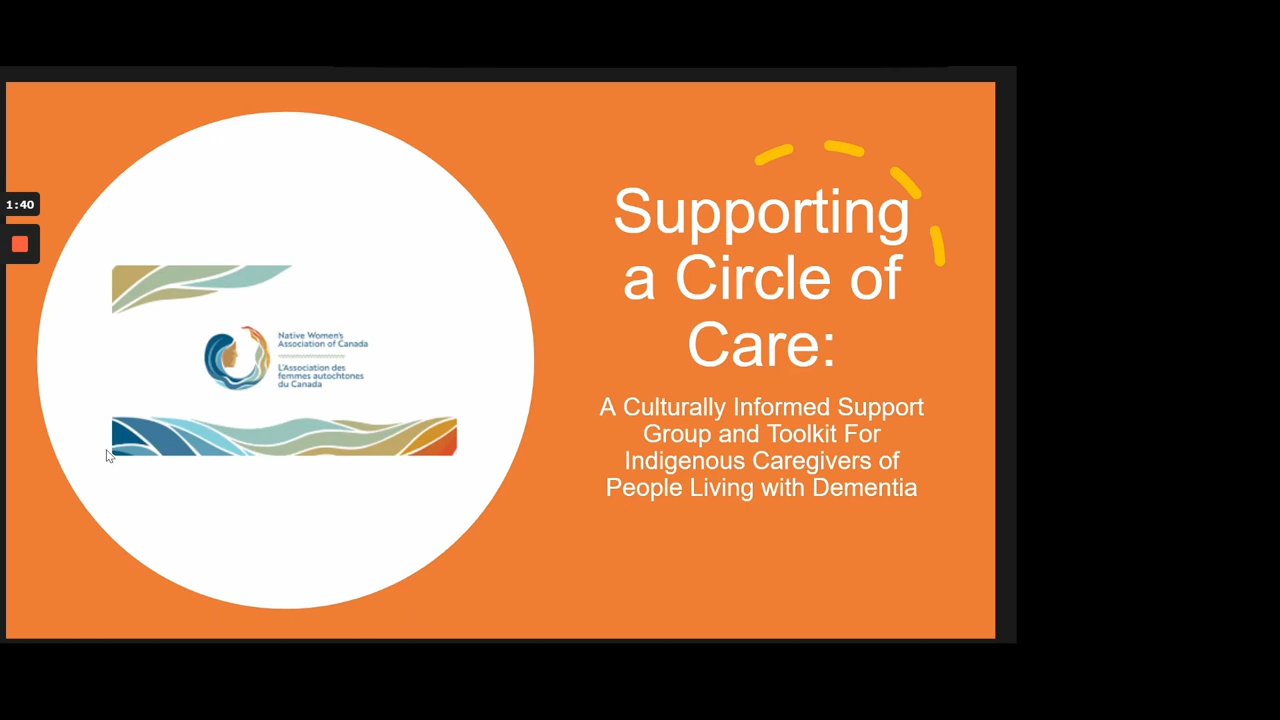 1:40
Native Women's
Association of Canada
L'Association des
femmes autochtones
du Canada
Supporting
a Circle of
Care:
A Culturally Informed Support
Group and Toolkit For
Indigenous Caregivers of
People Living with Dementia